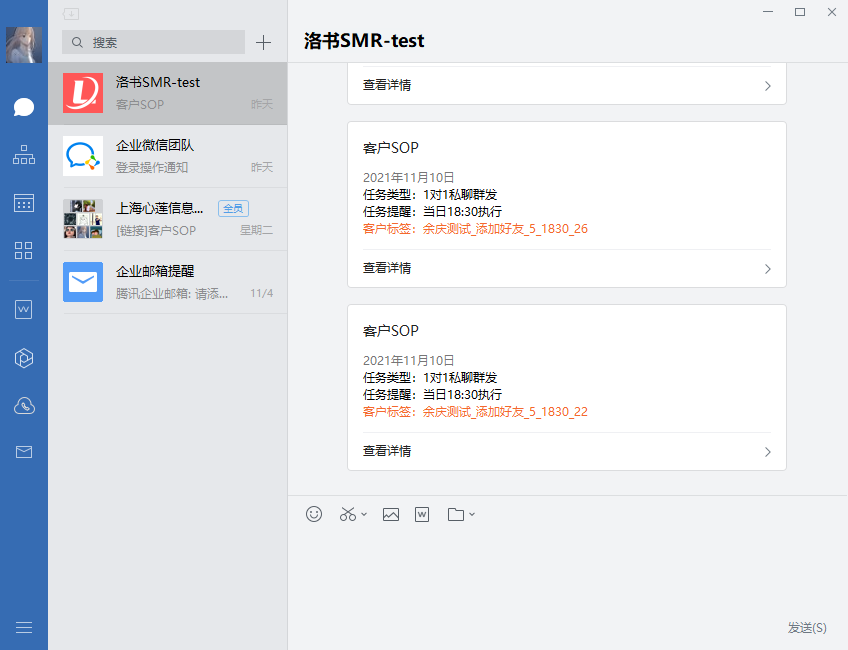 搜索
洛书SMR-test
客户SOP
昨天
企业微信团队
登录操作通知
昨天
上海心莲信息...
全员
[链接]客户SOP
星期二
企业邮箱提醒
腾讯企业邮箱: 请添...
11/4
洛书SMR-test
查看详情
客户SOP
2021年11月10日
任务类型：1对1私聊群发
任务提醒：当日18:30执行
客户标签：余庆测试_添加好友_5_1830_26
查看详情
客户SOP
2021年11月10日
任务类型：1对1私聊群发
任务提醒：当日18:30执行
客户标签：余庆测试_添加好友_5_1830_22
查看详情
发送(S)